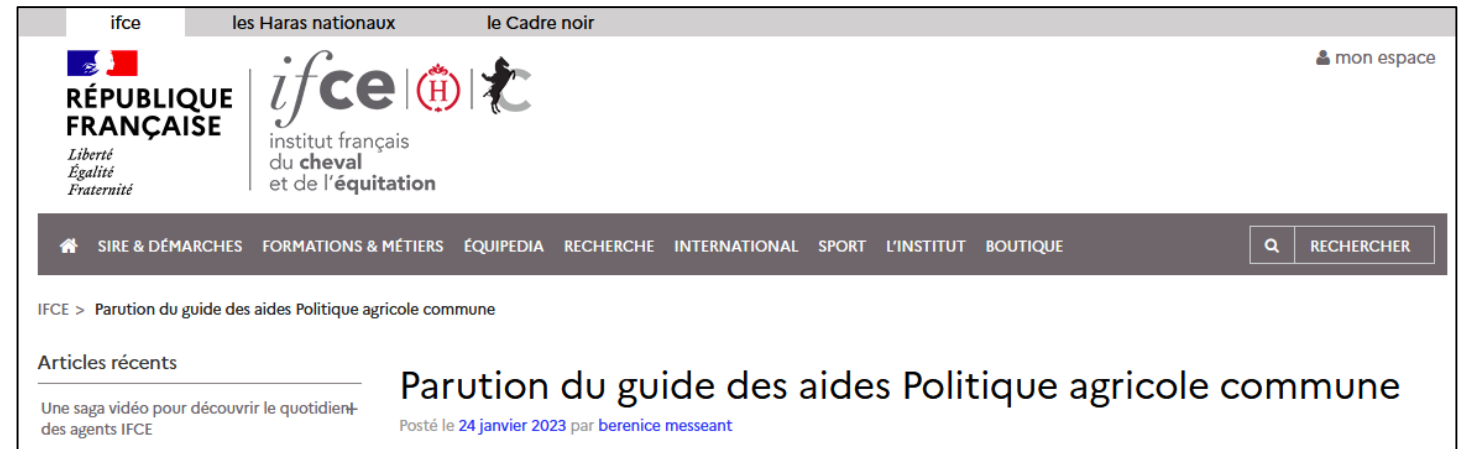 ifce les Haras nationaux le Cadre noir
mon espace
RÉPUBLIQUE
FRANÇAISE
Liberté
Égalité
Fraternité
ifce H C
institut français
du cheval
et de l'équitation
SIRE & DÉMARCHES FORMATIONS & MÉTIERS ÉQUIPEDIA RECHERCHE INTERNATIONAL SPORT L'INSTITUT BOUTIQUE RECHERCHER
IFCE > Parution du guide des aides Politique agricole commune
Articles récents
Une saga vidéo pour découvrir le quotidien+
des agents IFCE
Parution du guide des aides Politique agricole commune
Posté le 24 janvier 2023 par berenice messeant